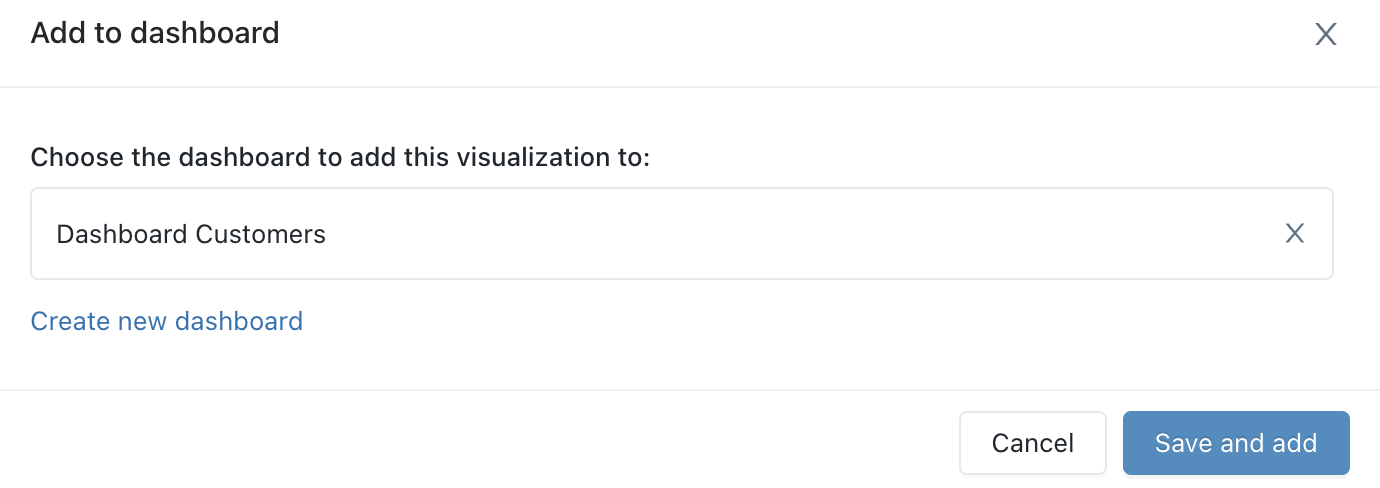 Add to dashboard
Choose the dashboard to add this visualization to:
Dashboard Customers
Create new dashboard
Cancel
Save and add